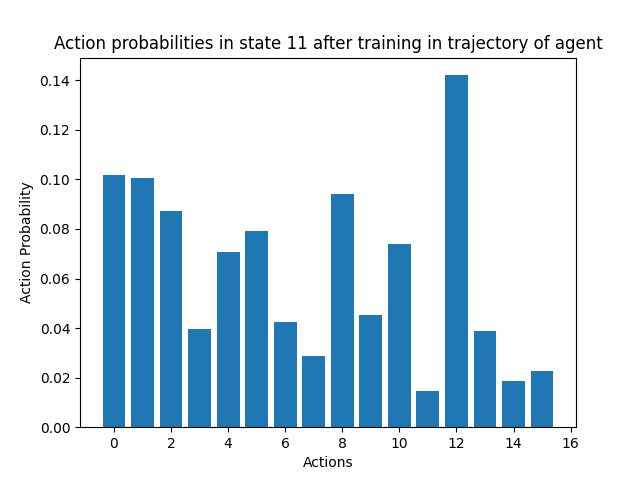 Action probabilities in state 11 after training in trajectory of agent
0.14
0.12
0.10
0.08
0.06
0.04
0.02
0.00
Action Probability
0 2 4 6 8 10 12 14 16
Actions